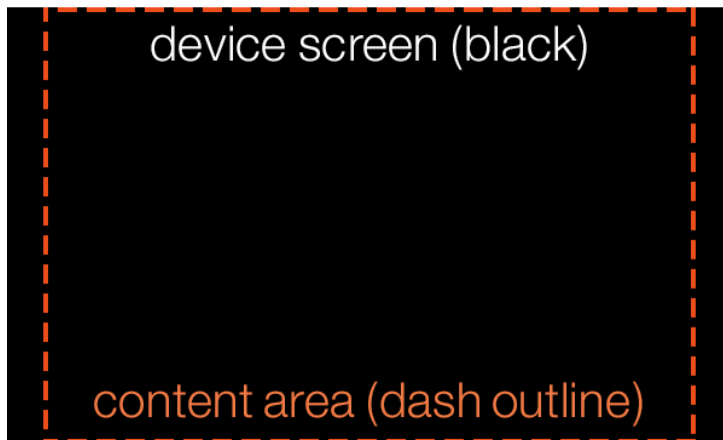 device screen (black)
content area (dash outline)